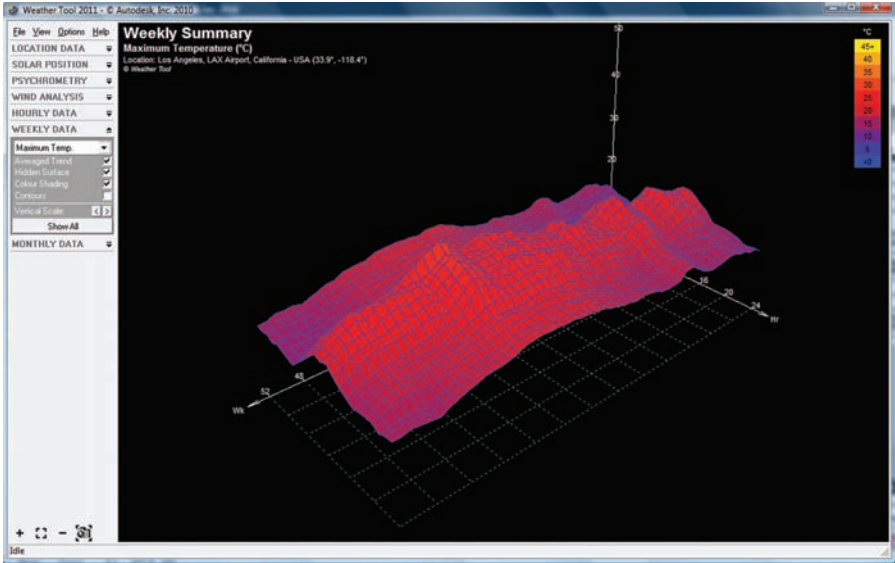 Weather Tool 2011 - © Autodesk, Inc. 2010
File View Options Help
LOCATION DATA
SOLAR POSITION
PSYCHROMETRY
WIND ANALYSIS
HOURLY DATA
WEEKLY DATA
Maximum Temp.
Averaged Trend
Hidden Surface
Colour Shading
Contours
Vertical Scale:
< >
Show All
MONTHLY DATA
Weekly Summary
Maximum Temperature (°C)
Location: Los Angeles, LAX Airport, California - USA (33.9°, -118.4°)
© Weather Tool
50
40
30
20
16
20
24
Hr
48
52
Wk
°C
45+
40
35
30
25
20
15
10
5
<0
Idle